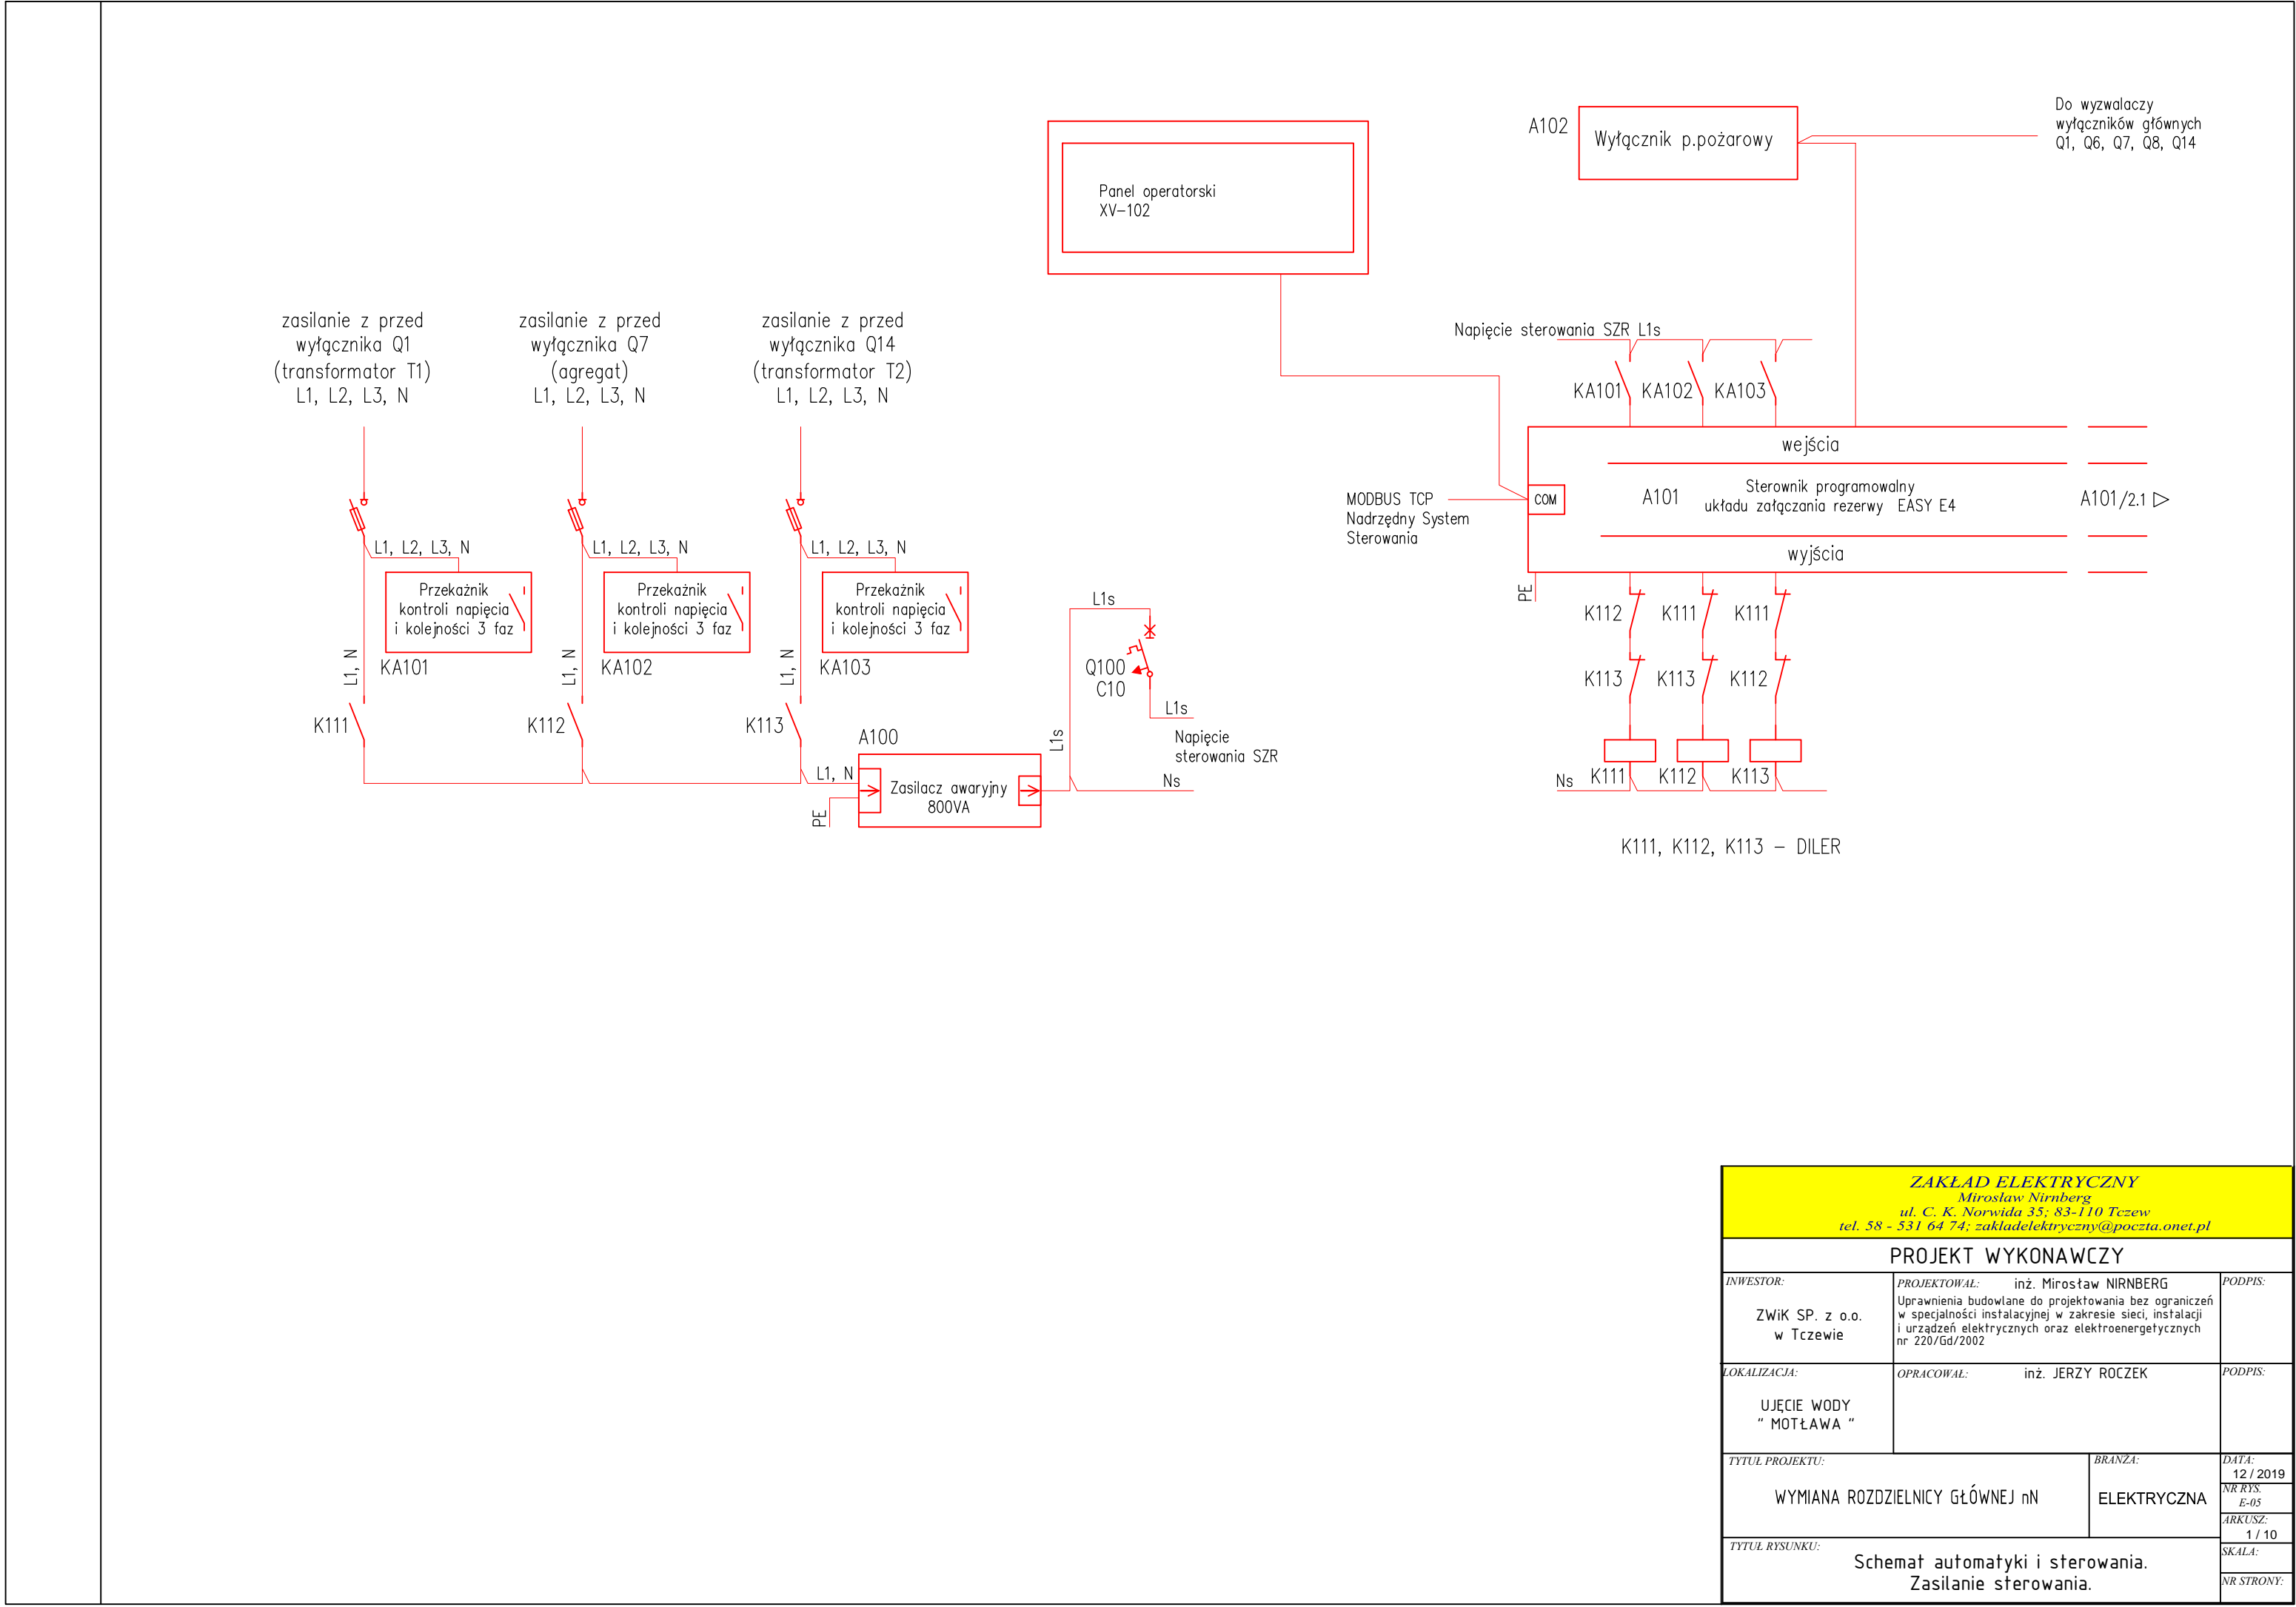 A102
Wyłącznik p.pożarowy
Do wyzwalaczy
wyłączników głównych
Q1, Q6, Q7, Q8, Q14
Panel operatorski
XV-102
zasilanie z przed
wyłącznika Q1
(transformator T1)
L1, L2, L3, N
zasilanie z przed
wyłącznika Q7
(agregat)
L1, L2, L3, N
zasilanie z przed
wyłącznika Q14
(transformator T2)
L1, L2, L3, N
Napięcie sterowania SZR L1s
KA101
KA102
KA103
wejścia
MODBUS TCP
Nadrzędny System
Sterowania
COM
A101
Sterownik programowalny
układu załączania rezerwy EASY E4
A101/2.1
wyjścia
PE
L1, L2, L3, N
L1, L2, L3, N
L1, L2, L3, N
Przekaźnik
kontroli napięcia
i kolejności 3 faz
Przekaźnik
kontroli napięcia
i kolejności 3 faz
Przekaźnik
kontroli napięcia
i kolejności 3 faz
L1, N
KA101
L1, N
KA102
L1, N
KA103
K111
K112
K113
A100
L1, N
Zasilacz awaryjny
800VA
PE
L1s
L1s
Q100
C10
L1s
Napięcie
sterowania SZR
Ns
K112
K111
K111
K113
K113
K112
Ns
K111
K112
K113
K111, K112, K113 – DILER
ZAKŁAD ELEKTRYCZNY
Mirosław Nirnberg
ul. C. K. Norwida 35; 83-110 Tczew
tel. 58 - 531 64 74; zakladelektryczny@poczta.onet.pl
PROJEKT WYKONAWCZY
INWESTOR:
ZWiK SP. z o.o.
w Tczewie
PROJEKTOWAŁ: inż. Mirosław NIRNBERG
Uprawnienia budowlane do projektowania bez ograniczeń
w specjalności instalacyjnej w zakresie sieci, instalacji
i urządzeń elektrycznych oraz elektroenergetycznych
nr 220/Gd/2002
PODPIS:
LOKALIZACJA:
UJĘCIE WODY
" MOTŁAWA "
OPRACOWAŁ: inż. JERZY ROCZEK
PODPIS:
TYTUŁ PROJEKTU:
WYMIANA ROZDZIELNICY GŁÓWNEJ nN
BRANŻA:
ELEKTRYCZNA
DATA:
12 / 2019
NR RYS.
E-05
ARKUSZ:
1 / 10
SKALA:
NR STRONY:
TYTUŁ RYSUNKU:
Schemat automatyki i sterowania.
Zasilanie sterowania.